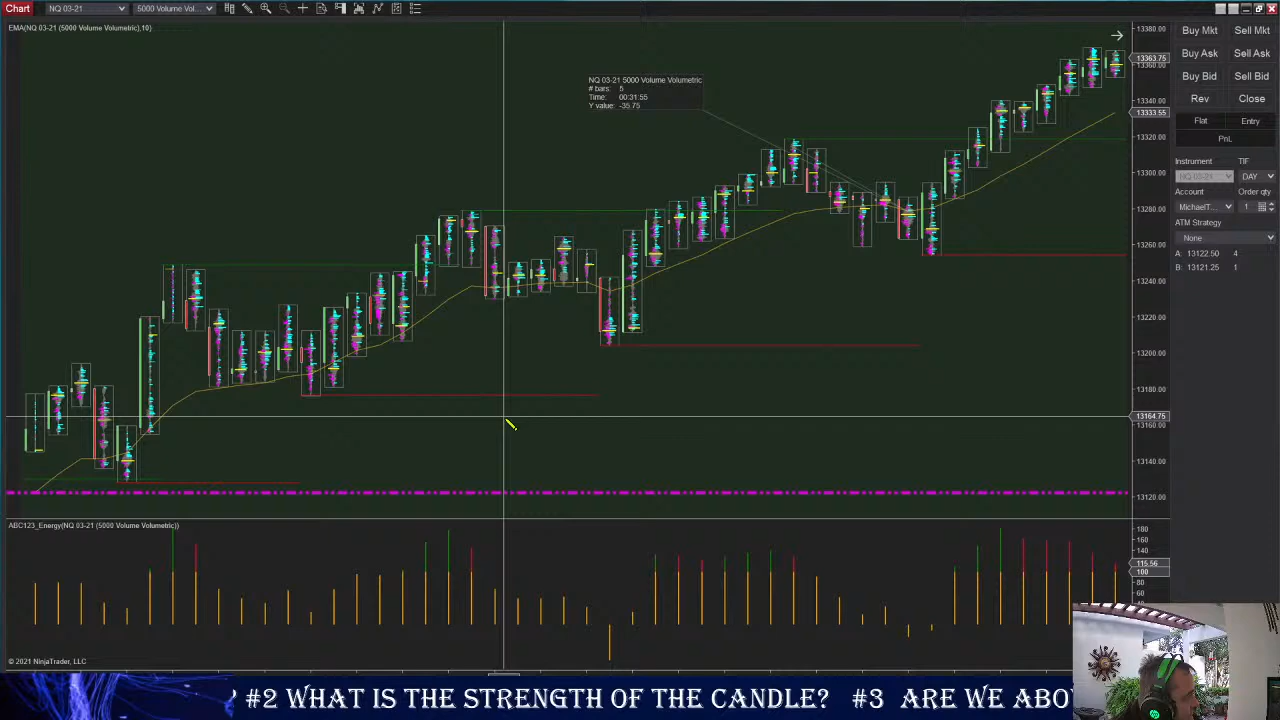 Chart
NQ 03-21
5000 Volume Vol...
EMA(NQ 03-21 (5000 Volume Volumetric),10)
NQ 03-21 5000 Volume Volumetric
# bars: 5
Time: 00:31:55
Y value: -35.75
13380.00
13363.75
13360.00
13340.00
13333.55
13320.00
13300.00
13280.00
13260.00
13240.00
13220.00
13200.00
13180.00
13164.75
13160.00
13140.00
13120.00
Buy Mkt
Sell Mkt
Buy Ask
Sell Ask
Buy Bid
Sell Bid
Rev
Close
Flat
Entry
PnL
Instrument
TIF
NQ 03-21
DAY
Account
Order qty
MichaelT...
1
ATM Strategy
None
A: 13122.50 4
B: 13121.25 1
ABC123_Energy(NQ 03-21 (5000 Volume Volumetric))
180
160
140
115.56
100
80
60
© 2021 NinjaTrader, LLC
? #2 WHAT IS THE STRENGTH OF THE CANDLE? #3 ARE WE ABO